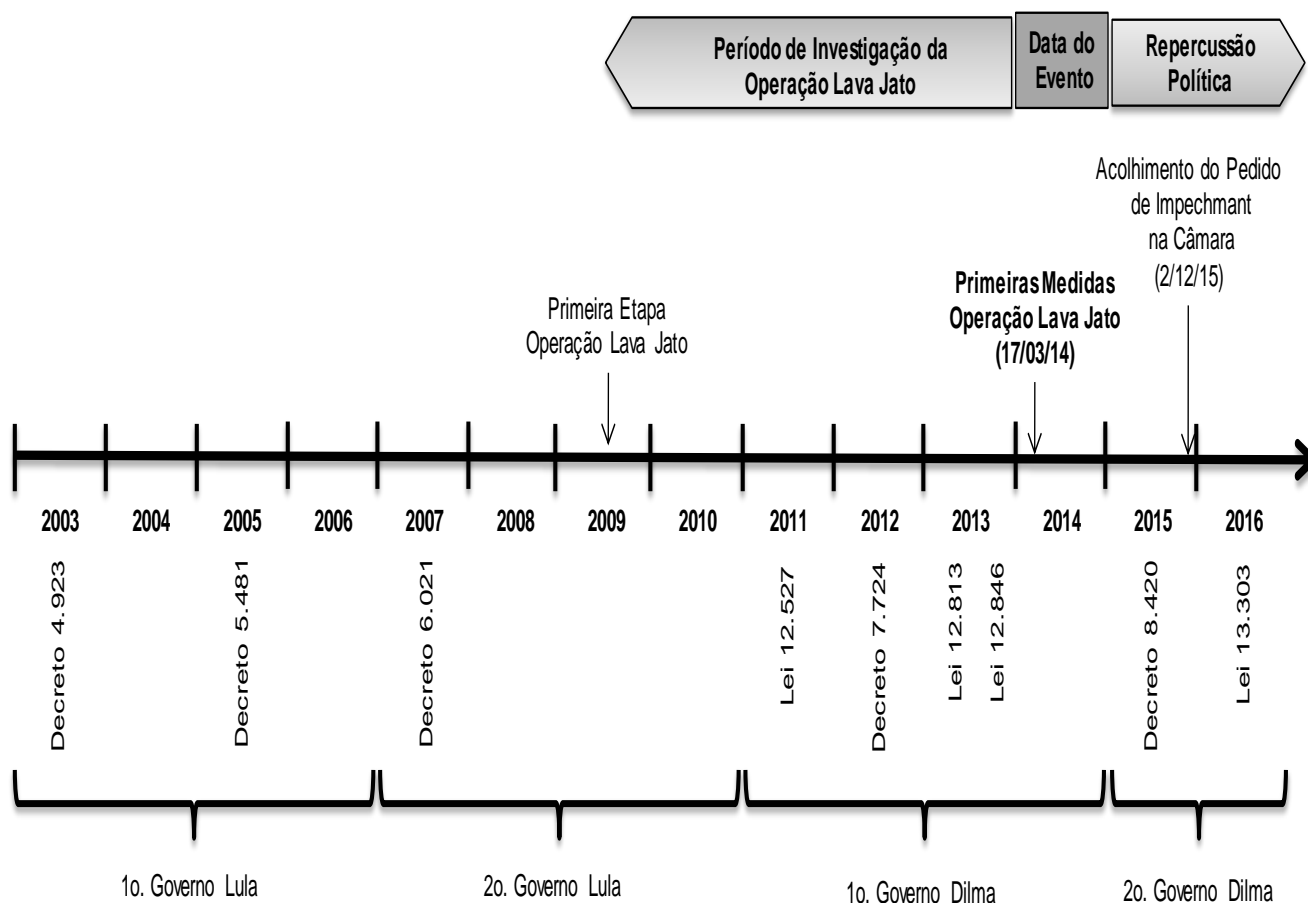 Período de Investigação da
Operação Lava Jato
Data do
Evento
Repercussão
Política
Acolhimento do Pedido
de Impechmant
na Câmara
(2/12/15)
Primeiras Medidas
Operação Lava Jato
(17/03/14)
Primeira Etapa
Operação Lava Jato
2003 2004 2005 2006 2007 2008 2009 2010 2011 2012 2013 2014 2015 2016
Decreto 4.923
Decreto 5.481
Decreto 6.021
Lei 12.527
Decreto 7.724
Lei 12.813
Lei 12.846
Decreto 8.420
Lei 13.303
1o. Governo Lula
2o. Governo Lula
1o. Governo Dilma
2o. Governo Dilma